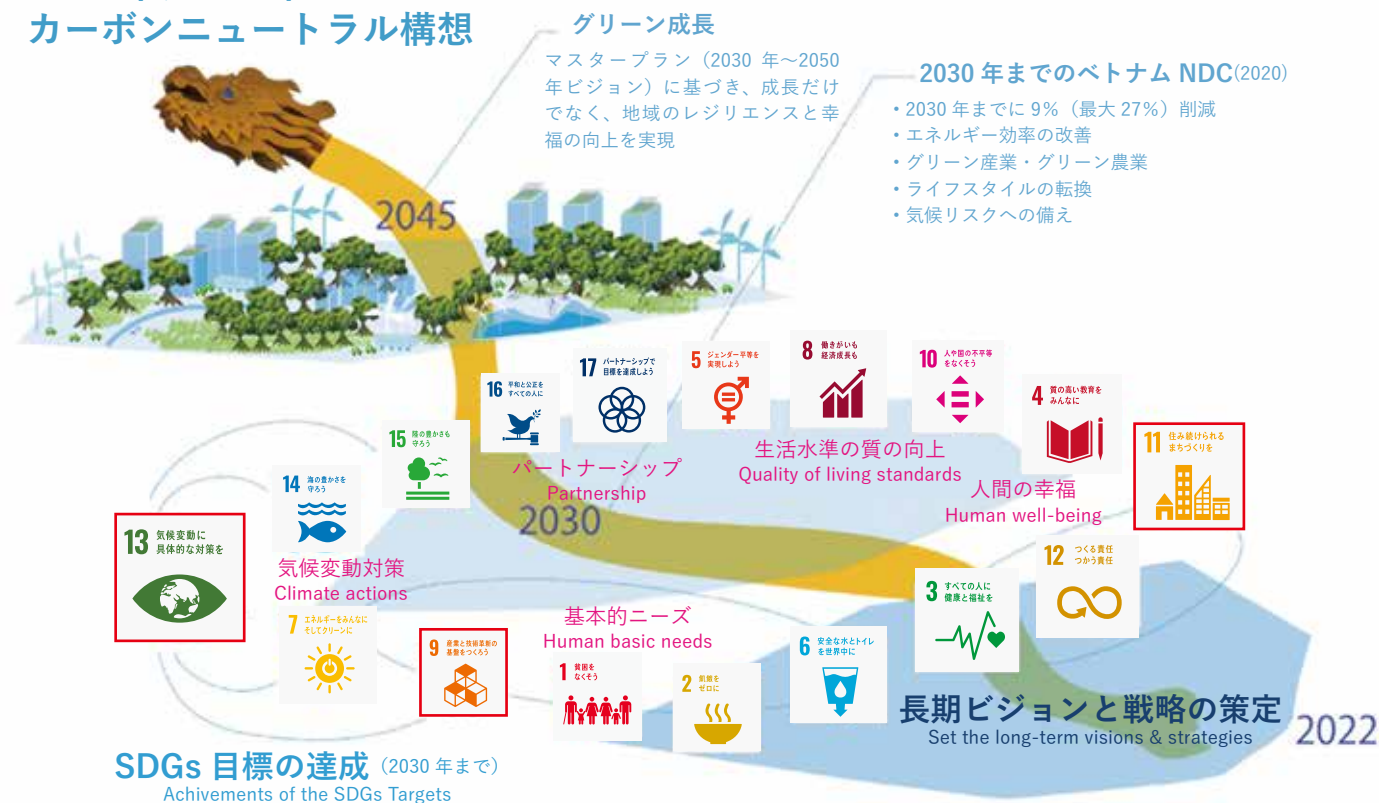 カーボンニュートラル構想
グリーン成長
マスタープラン（2030 年〜2050
年ビジョン）に基づき、成長だけ
でなく、地域のレジリエンスと幸
福の向上を実現
2030 年までのベトナム NDC(2020)
・2030 年までに 9%（最大 27%）削減
・エネルギー効率の改善
・グリーン産業・グリーン農業
・ライフスタイルの転換
・気候リスクへの備え
2045
16 平和と公正を
すべての人に
17 パートナーシップで
目標を達成しよう
5 ジェンダー平等を
実現しよう
8 働きがいも
経済成長も
10 人や国の不平等
をなくそう
4 質の高い教育を
みんなに
11 住み続けられる
まちづくりを
15 陸の豊かさも
守ろう
14 海の豊かさを
守ろう
13 気候変動に
具体的な対策を
パートナーシップ
Partnership
生活水準の質の向上
Quality of living standards
人間の幸福
Human well-being
2030
気候変動対策
Climate actions
12 つくる責任
つかう責任
3 すべての人に
健康と福祉を
7 エネルギーをみんなに
そしてクリーンに
9 産業と技術革新の
基盤をつくろう
基本的ニーズ
Human basic needs
1 貧困を
なくそう
2 飢餓を
ゼロに
6 安全な水とトイレ
を世界中に
長期ビジョンと戦略の策定
Set the long-term visions & strategies
2022
SDGs 目標の達成（2030 年まで）
Achivements of the SDGs Targets